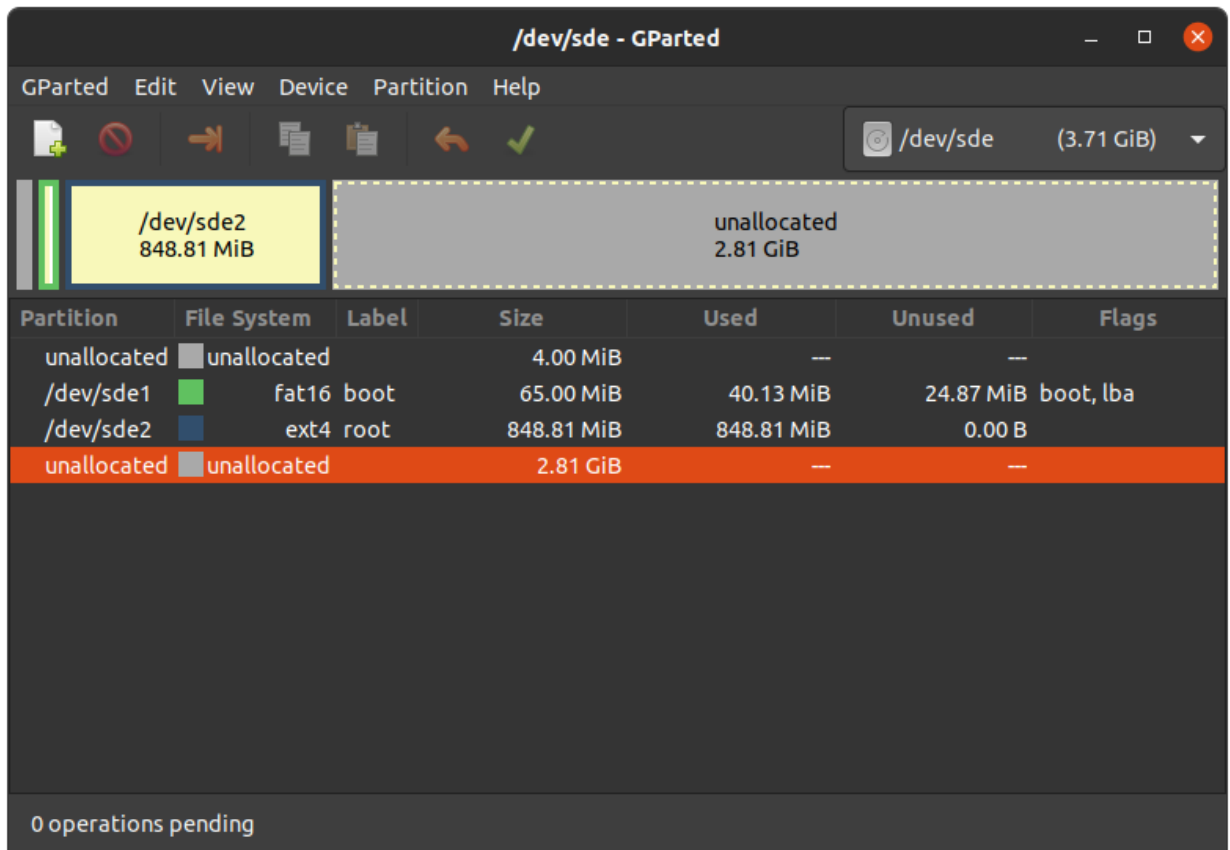 /dev/sde - GParted
GParted Edit View Device Partition Help
/dev/sde (3.71 GiB)
/dev/sde2
848.81 MiB
unallocated
2.81 GiB
Partition File System Label Size Used Unused Flags
unallocated unallocated 4.00 MiB --- ---
/dev/sde1 fat16 boot 65.00 MiB 40.13 MiB 24.87 MiB boot, lba
/dev/sde2 ext4 root 848.81 MiB 848.81 MiB 0.00 B
unallocated unallocated 2.81 GiB --- ---
0 operations pending